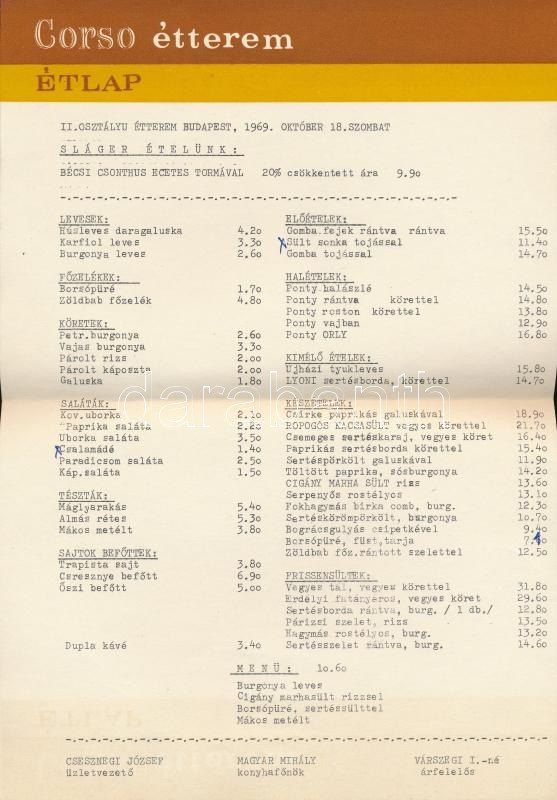 Corso étterem
ÉTLAP
II.OSZTÁLYU ÉTTEREM BUDAPEST, 1969. OKTÓBER 18.SZOMBAT
SLÁGER ÉTELÜNK:
BÉCSI CSONTHUS ECETES TORMÁVAL 20% csökkentett ára 9.90
LEVESEK:
Húsleves daragaluska 4.20
Karfiol leves 3.30
Burgonya leves 2.60
FŐZELÉKEK:
Borsópüré 1.70
Zöldbab főzelék 4.80
KÖRETEK:
Petr.burgonya 2.60
Vajas burgonya 3.30
Párolt rizs 2.00
Párolt káposzta 2.00
Galuska 1.80
SALÁTÁK:
Kov.uborka 2.10
Paprika saláta 2.20
Uborka saláta 3.50
Csalamádé 1.40
Paradicsom saláta 2.50
Káp.saláta 1.50
TÉSZTÁK:
Máglyarakás 5.40
Almás rétes 5.30
Mákos metélt 3.80
SAJTOK BEFŐTTEK:
Trapista sajt 3.80
Cseresznye befőtt 6.90
Őszi befőtt 5.00
Dupla kávé 3.40
ELŐÉTELEK:
Gomba.fejek rántva rántva 15.50
Sült sonka tojással 11.40
Gomba tojással 14.70
HALÉTELEK:
Ponty halászlé 14.50
Ponty rántva körettel 14.80
Ponty roston körettel 13.80
Ponty vajban 12.90
Ponty ORLY 16.80
KIMÉLŐ ÉTELEK:
Ujházi tyukleves 15.80
LYONI sertésborda, körettel 14.70
KÉSZÉTELEK:
Csirke paprikás galuskával 18.90
ROPOGÓS KACSASÜLT vegyes körettel 21.70
Csemeges sertéskaraj, vegyes köret 16.40
Paprikás sertésborda körettel 15.40
Sertéspörkölt galuskával 11.90
Töltött paprika, sósburgonya 14.20
CIGÁNY MARHA SÜLT rizs 13.60
Serpenyős rostélyos 13.10
Fokhagymás birka comb, burg. 12.30
Sertéskörömpörkölt, burgonya 10.70
Bográcsgulyás csipetkével 9.40
Borsópüré, füst,tarja
Zöldbab főz.rántott szelettel 12.50
FRISSENSÜLTEK:
Vegyes tál, vegyes körettel 31.80
Erdélyi fatányéros, vegyes köret 29.60
Sertésborda rántva, burg. / 1 db./ 12.80
Párizsi szelet, rizs 13.50
Hagymás rostélyos, burg. 13.20
Sertésszelet rántva, burg. 14.60
MENÜ: 10.60
Burgonya leves
Cigány marhasült rizzsel
Borsópüré, sertéssülttel
Mákos metélt
CSESZNEGI JÓZSEF MAGYAR MIHÁLY VÁRSZEGI I.-né
üzletvezető konyhafőnök árfelelős